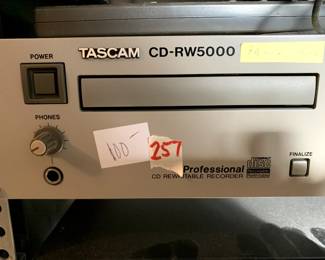 TASCAM CD-RW5000
POWER
PHONES
100-
257
Professional
CD REWRITABLE RECORDER
FINALIZE